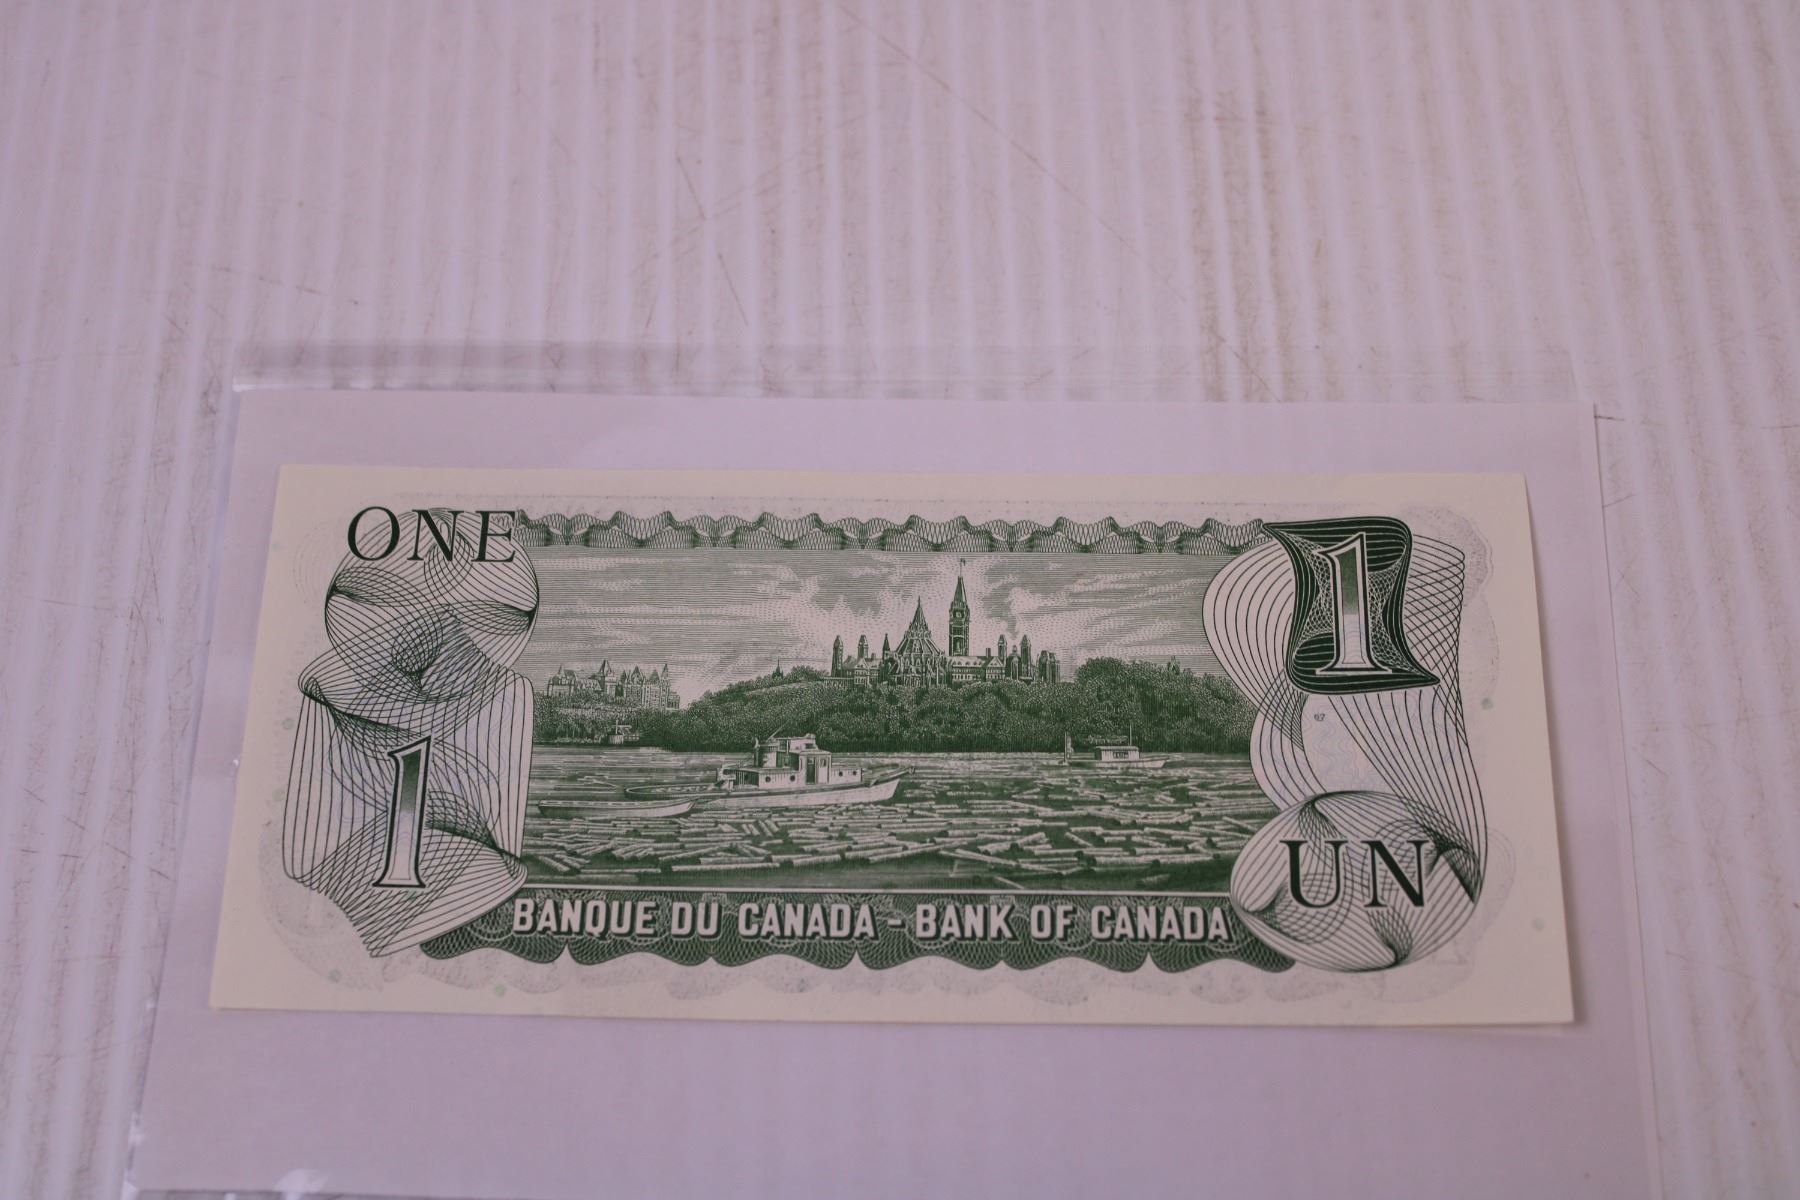 ONE
1
1
UN
BANQUE DU CANADA - BANK OF CANADA